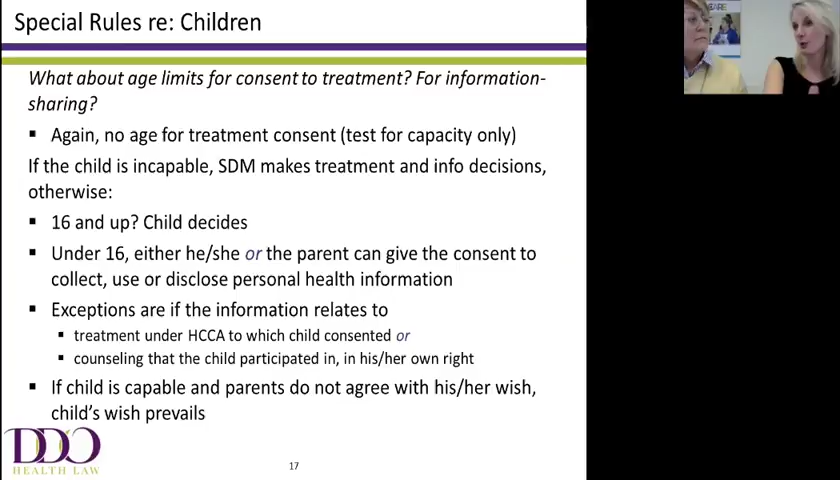 Special Rules re: Children
What about age limits for consent to treatment? For information-
sharing?
▪ Again, no age for treatment consent (test for capacity only)
If the child is incapable, SDM makes treatment and info decisions,
otherwise:
▪ 16 and up? Child decides
▪ Under 16, either he/she or the parent can give the consent to
collect, use or disclose personal health information
▪ Exceptions are if the information relates to
▪ treatment under HCCA to which child consented or
▪ counseling that the child participated in, in his/her own right
▪ If child is capable and parents do not agree with his/her wish,
child's wish prevails
DDO
HEALTH LAW
17